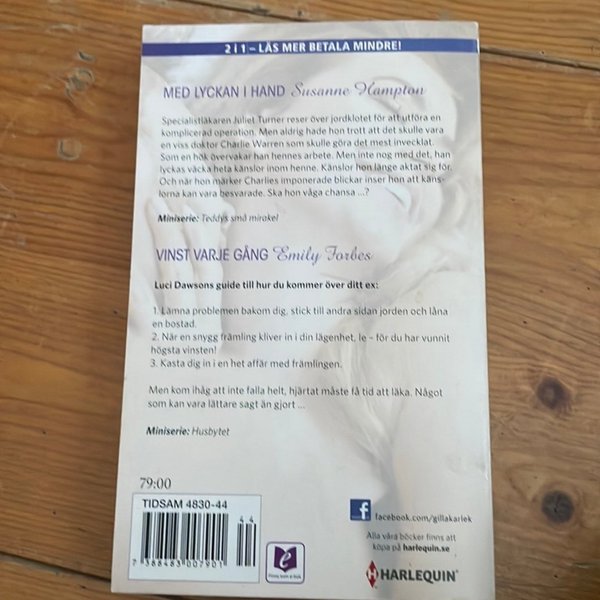 2 i 1 – LÄS MER BETALA MINDRE!
MED LYCKAN I HAND Susanne Hampton
Specialistläkaren Juliet Turner reser över jordklotet för att utföra en
komplicerad operation. Men aldrig hade hon trott att det skulle vara
en viss doktor Charlie Warren som skulle göra det mest invecklat.
Som en hök övervakar han hennes arbete. Men inte nog med det, han
lyckas väcka heta känslor inom henne. Känslor hon länge aktat sig för.
Och när hon märker Charlies imponerade blickar inser hon att käns-
lorna kan vara besvarade. Ska hon våga chansa ...?
Miniserie: Teddys små mirakel
VINST VARJE GÅNG Emily Forbes
Luci Dawsons guide till hur du kommer över ditt ex:
1. Lämna problemen bakom dig, stick till andra sidan jorden och låna
en bostad.
2. När en snygg främling kliver in i din lägenhet, le – för du har vunnit
högsta vinsten!
3. Kasta dig in i en het affär med främlingen.
Men kom ihåg att inte falla helt, hjärtat måste få tid att läka. Något
som kan vara lättare sagt än gjort ...
Miniserie: Husbytet
79:00
TIDSAM 4830-44
44
7 388483 007901
e
f facebook.com/gillakarlek
Alla våra böcker finns att
köpa på harlequin.se
HARLEQUIN